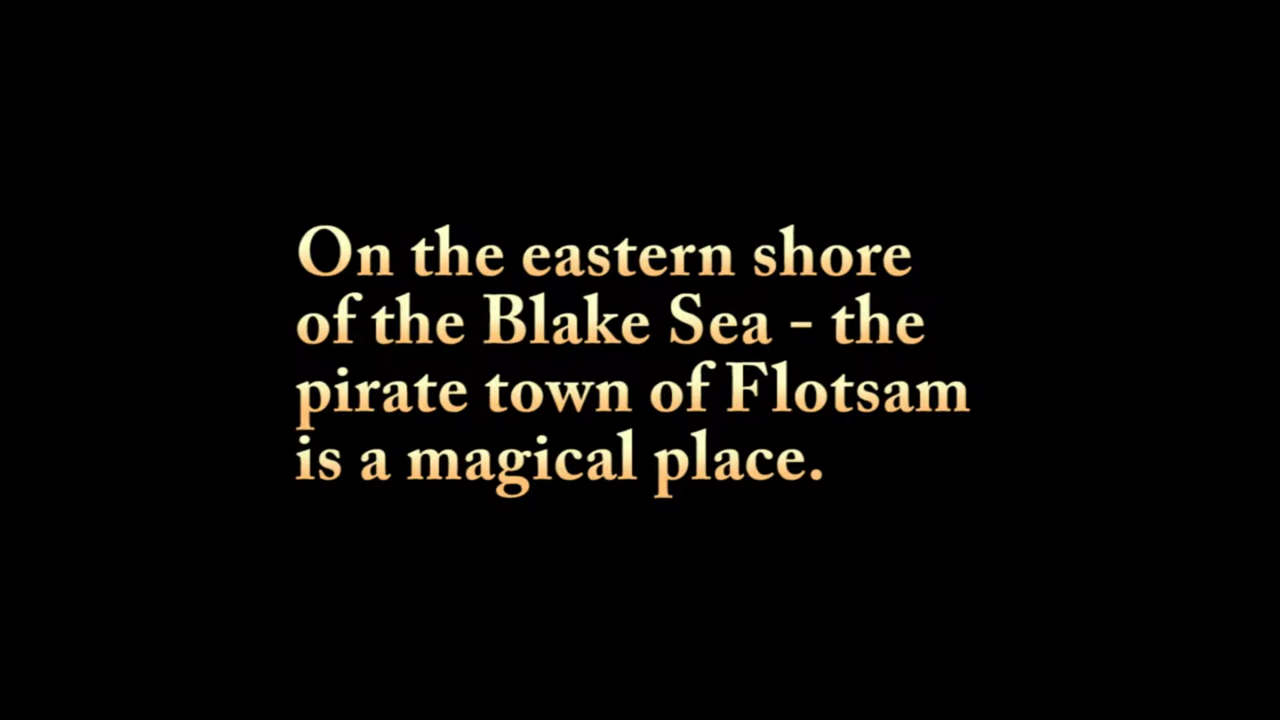 On the eastern shore
of the Blake Sea - the
pirate town of Flotsam
is a magical place.